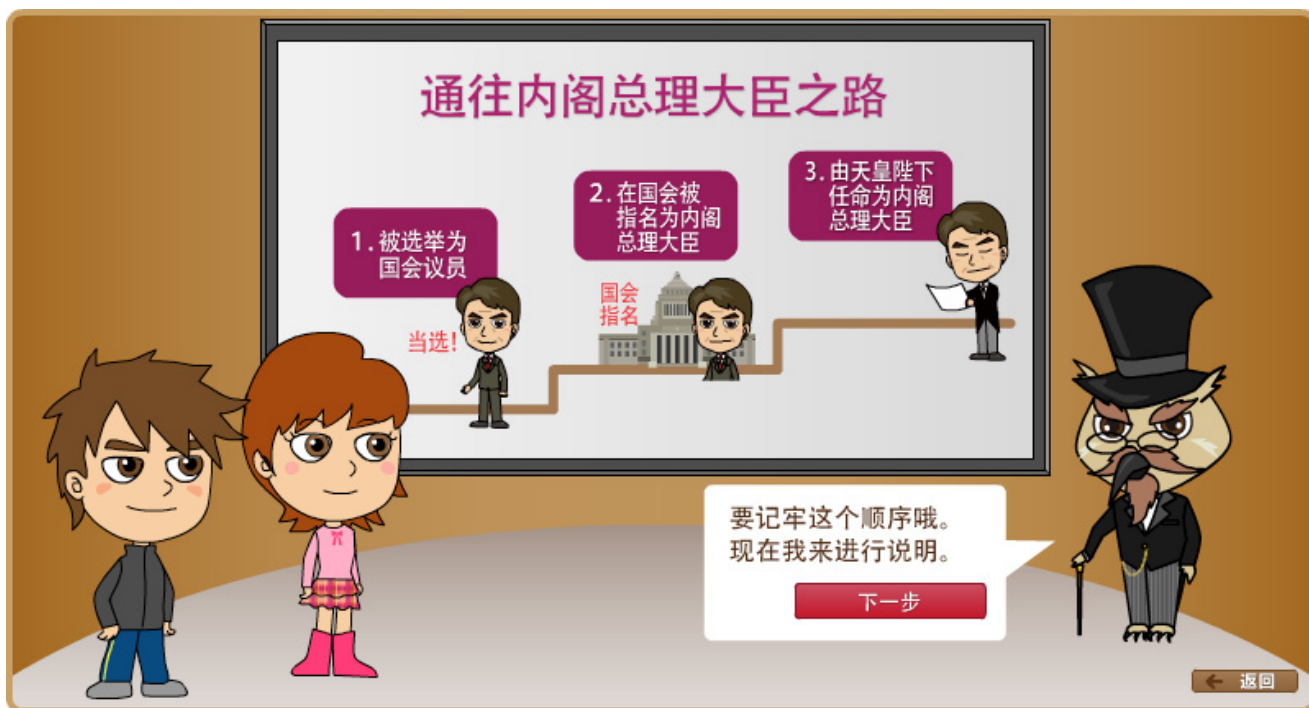 通往内阁总理大臣之路
1.被选举为
国会议员
当选!
2.在国会被
指名为内阁
总理大臣
国会
指名
3.由天皇陛下
任命为内阁
总理大臣
要记牢这个顺序哦。
现在我来进行说明。
下一步
返回